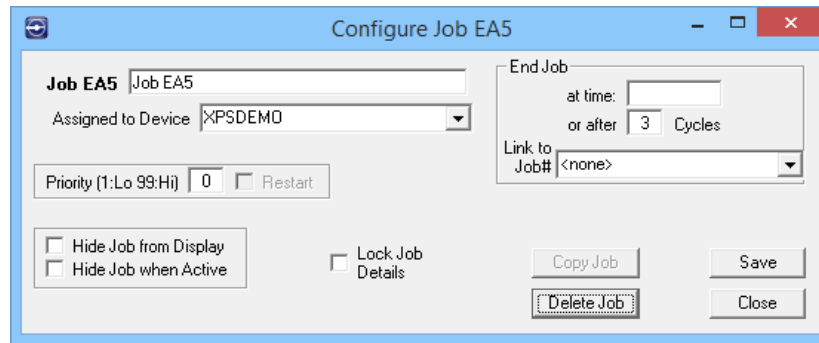 Configure Job EA5
Job EA5 Job EA5
Assigned to Device XPSDEMO
End Job
at time:
or after 3 Cycles
Link to
Job# <none>
Priority (1:Lo 99:Hi) 0 Restart
Hide Job from Display
Hide Job when Active
Lock Job
Details
Copy Job
Save
Delete Job
Close